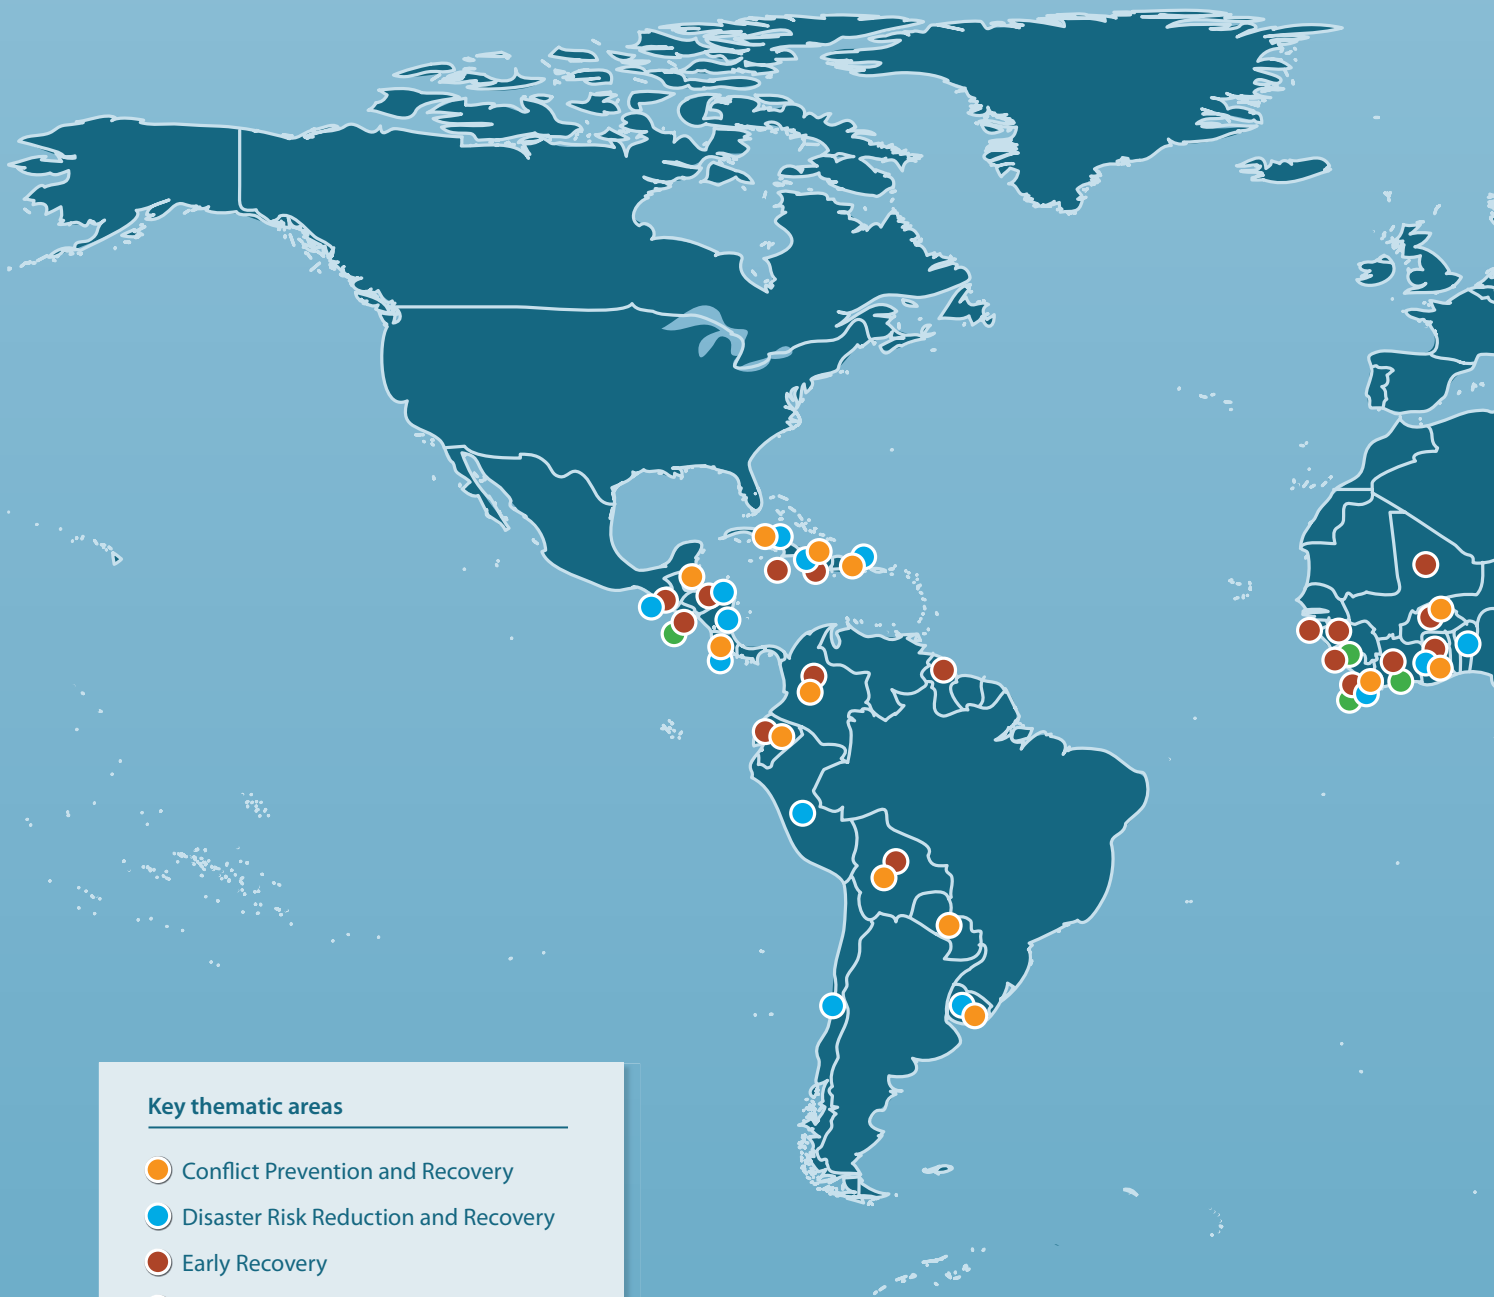 Key thematic areas
Conflict Prevention and Recovery
Disaster Risk Reduction and Recovery
Early Recovery